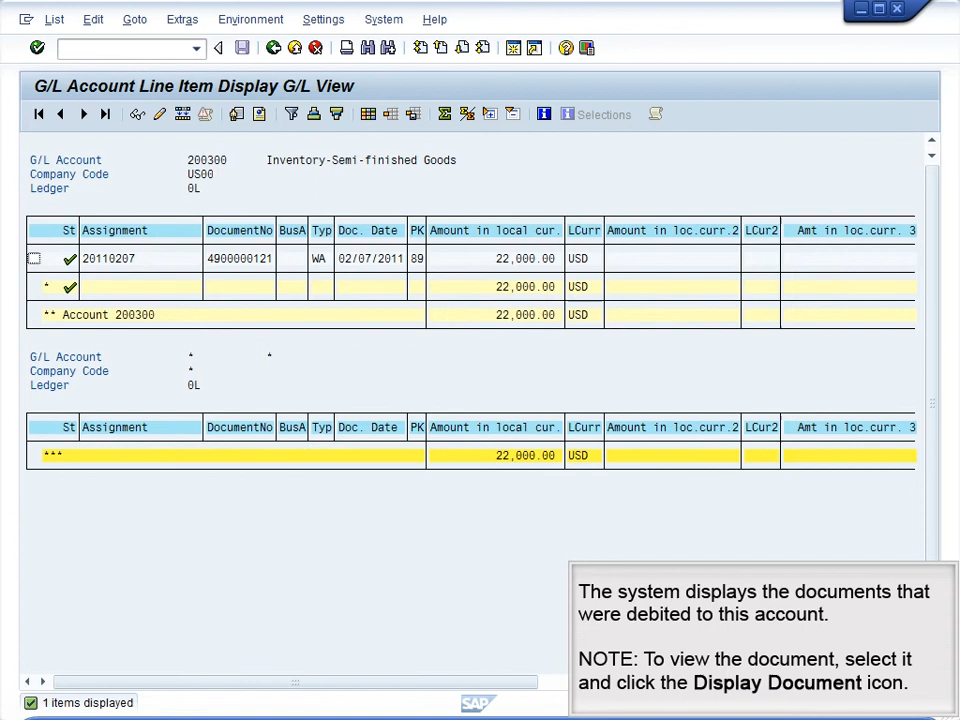 List Edit Goto Extras Environment Settings System Help
G/L Account Line Item Display G/L View
Selections
G/L Account 200300 Inventory-Semi-finished Goods
Company Code US00
Ledger 0L
St Assignment DocumentNo BusA Typ Doc. Date PK Amount in local cur. LCurr Amount in loc.curr.2 LCur2 Amt in loc.curr. 3
20110207 4900000121 WA 02/07/2011 89 22,000.00 USD
* 22,000.00 USD
** Account 200300 22,000.00 USD
G/L Account * *
Company Code *
Ledger 0L
St Assignment DocumentNo BusA Typ Doc. Date PK Amount in local cur. LCurr Amount in loc.curr.2 LCur2 Amt in loc.curr. 3
*** 22,000.00 USD
The system displays the documents that
were debited to this account.
NOTE: To view the document, select it
and click the Display Document icon.
1 items displayed
SAP